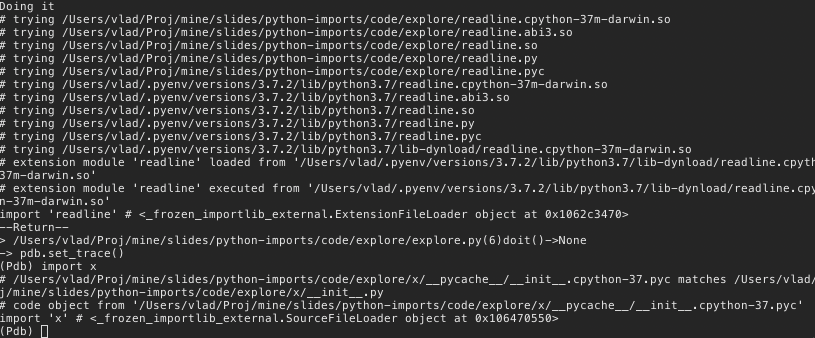 Doing it
# trying /Users/vlad/Proj/mine/slides/python-imports/code/explore/readline.cpython-37m-darwin.so
# trying /Users/vlad/Proj/mine/slides/python-imports/code/explore/readline.abi3.so
# trying /Users/vlad/Proj/mine/slides/python-imports/code/explore/readline.so
# trying /Users/vlad/Proj/mine/slides/python-imports/code/explore/readline.py
# trying /Users/vlad/Proj/mine/slides/python-imports/code/explore/readline.pyc
# trying /Users/vlad/.pyenv/versions/3.7.2/lib/python3.7/readline.cpython-37m-darwin.so
# trying /Users/vlad/.pyenv/versions/3.7.2/lib/python3.7/readline.abi3.so
# trying /Users/vlad/.pyenv/versions/3.7.2/lib/python3.7/readline.so
# trying /Users/vlad/.pyenv/versions/3.7.2/lib/python3.7/readline.py
# trying /Users/vlad/.pyenv/versions/3.7.2/lib/python3.7/readline.pyc
# trying /Users/vlad/.pyenv/versions/3.7.2/lib/python3.7/lib-dynload/readline.cpython-37m-darwin.so
# extension module 'readline' loaded from '/Users/vlad/.pyenv/versions/3.7.2/lib/python3.7/lib-dynload/readline.cpyth
37m-darwin.so'
# extension module 'readline' executed from '/Users/vlad/.pyenv/versions/3.7.2/lib/python3.7/lib-dynload/readline.cpy
n-37m-darwin.so'
import 'readline' # <_frozen_importlib_external.ExtensionFileLoader object at 0x1062c3470>
--Return--
> /Users/vlad/Proj/mine/slides/python-imports/code/explore/explore.py(6)doit()->None
-> pdb.set_trace()
(Pdb) import x
# /Users/vlad/Proj/mine/slides/python-imports/code/explore/x/__pycache__/__init__.cpython-37.pyc matches /Users/vlad/
j/mine/slides/python-imports/code/explore/x/__init__.py
# code object from '/Users/vlad/Proj/mine/slides/python-imports/code/explore/x/__pycache__/__init__.cpython-37.pyc'
import 'x' # <_frozen_importlib_external.SourceFileLoader object at 0x106470550>
(Pdb)